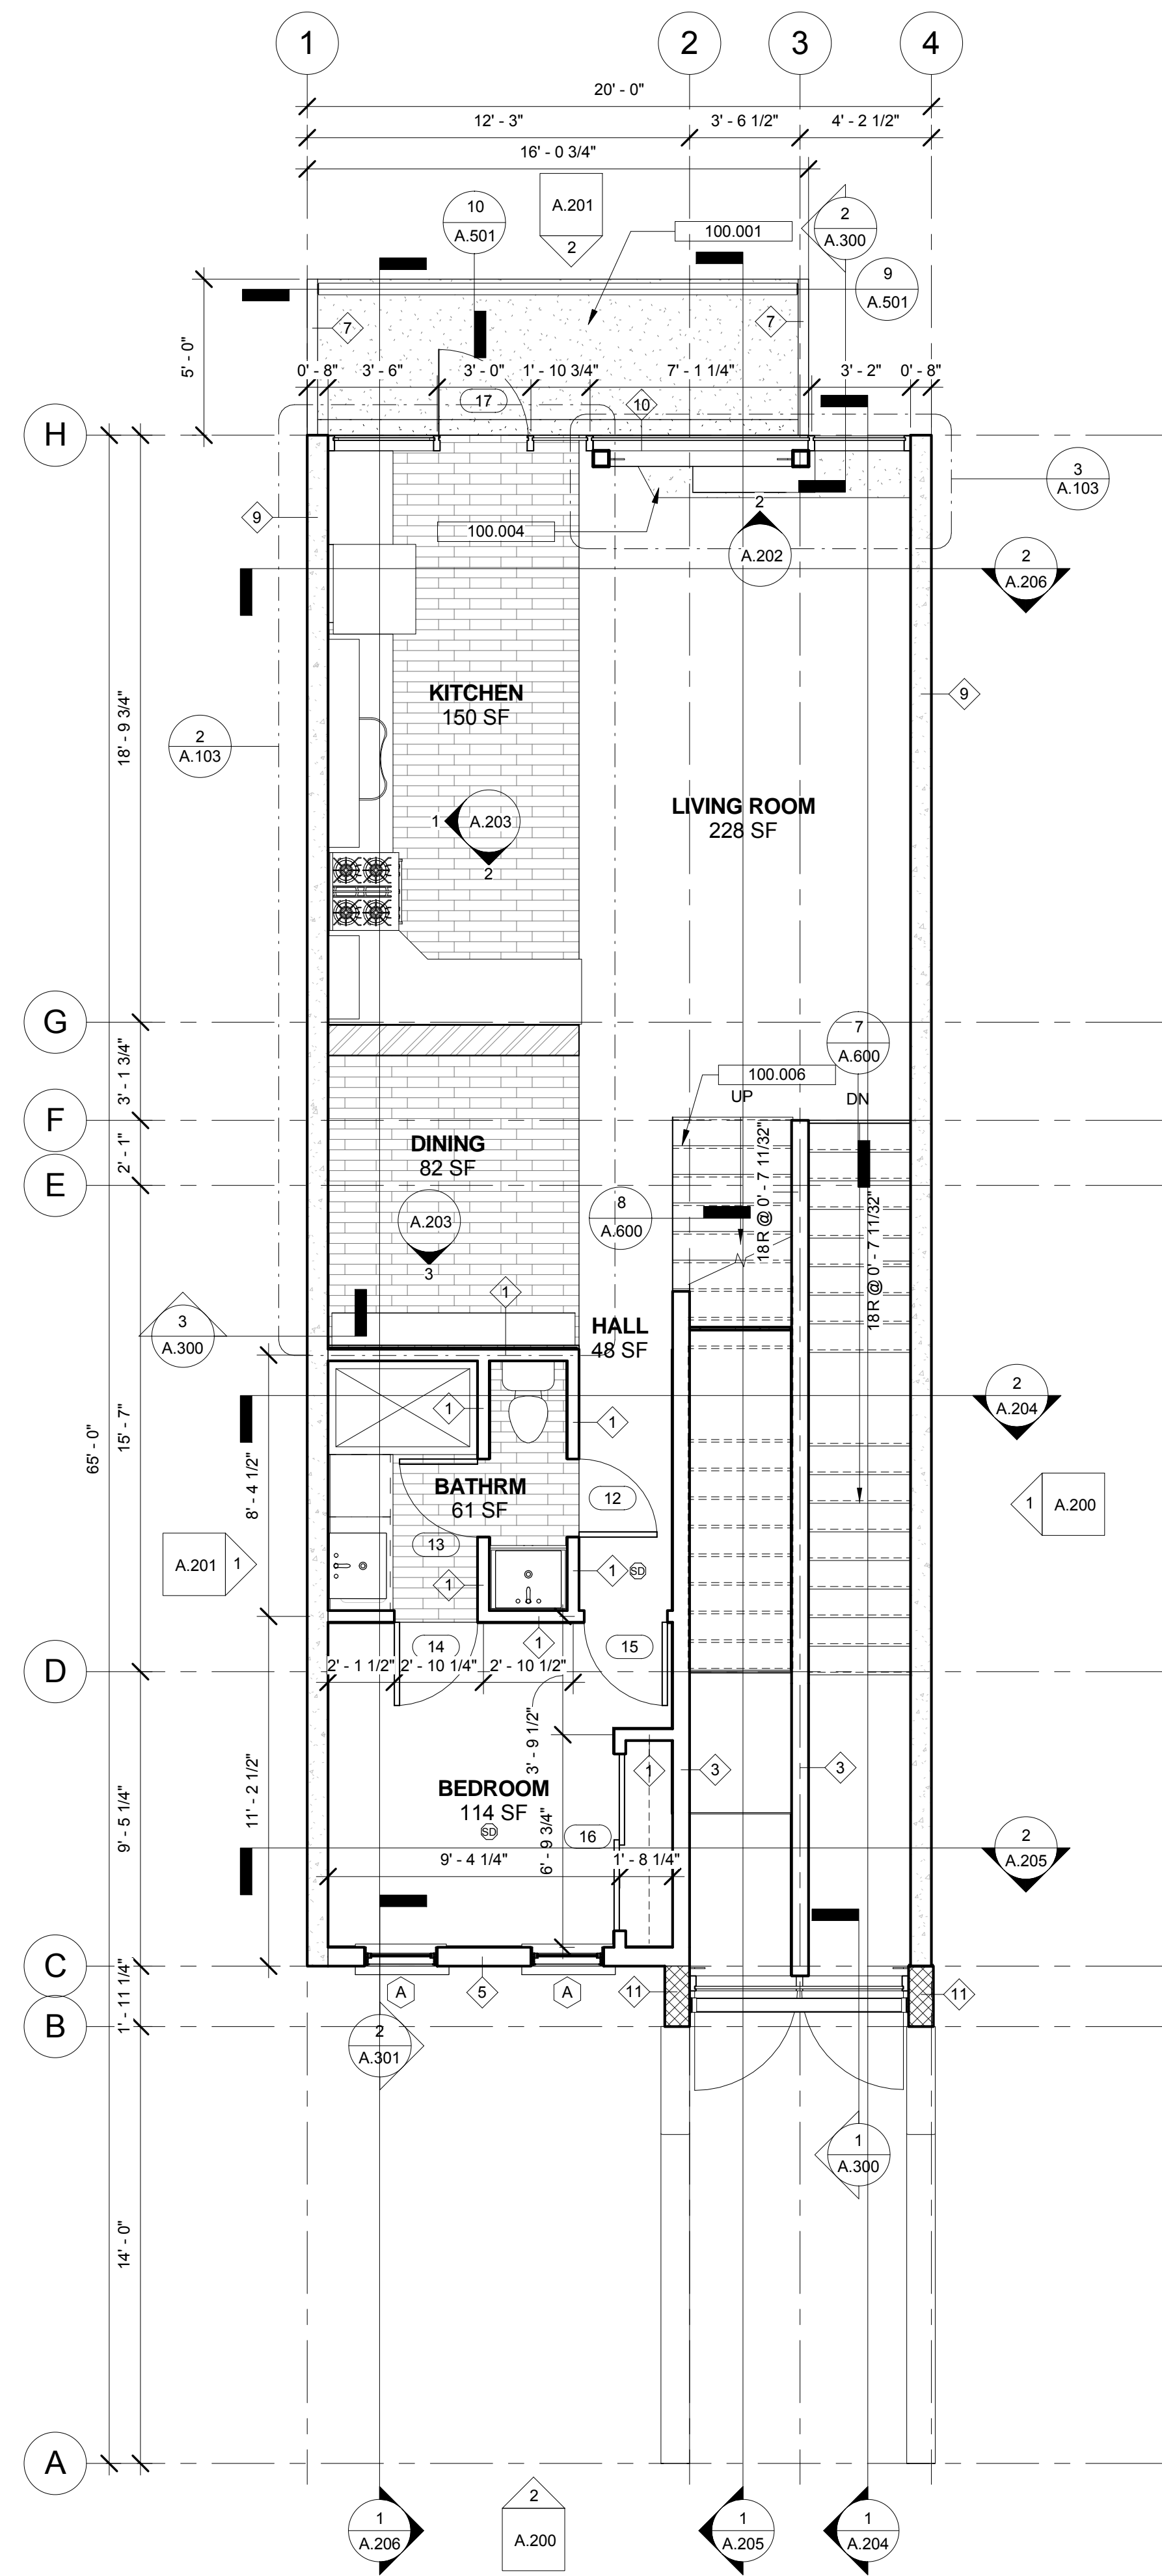 1 2 3 4
20' - 0"
12' - 3" 3' - 6 1/2" 4' - 2 1/2"
16' - 0 3/4"
10
A.501
A.201
2
100.001
2
A.300
9
A.501
7
7
5' - 0"
0' - 8" 3' - 6" 3' - 0" 1' - 10 3/4" 7' - 1 1/4" 3' - 2" 0' - 8"
17
10
H
3
A.103
9
100.004
2
A.202
2
A.206
KITCHEN
150 SF
9
18' - 9 3/4"
2
A.103
LIVING ROOM
228 SF
1
A.203
2
G
7
A.600
3' - 1 3/4"
100.006
UP
DN
F
DINING
82 SF
2' - 1"
E
18R @ 0' - 7 11/32"
18R @ 0' - 7 11/32"
8
A.600
A.203
3
1
3
A.300
HALL
48 SF
2
A.204
1
1
65' - 0"
15' - 7"
8' - 4 1/2"
BATHRM
61 SF
12
1
A.200
13
A.201
1
1
1
SD
1
14
15
D
2' - 1 1/2" 2' - 10 1/4" 2' - 10 1/2"
3' - 9 1/2"
1
3
3
BEDROOM
114 SF
SD
11' - 2 1/2"
9' - 5 1/4"
6' - 9 3/4"
16
2
A.205
9' - 4 1/4" 1' - 8 1/4"
C
A
5
A
11
11
1' - 11 1/4"
B
2
A.301
1
A.300
14' - 0"
A
1
A.206
2
A.200
1
A.205
1
A.204